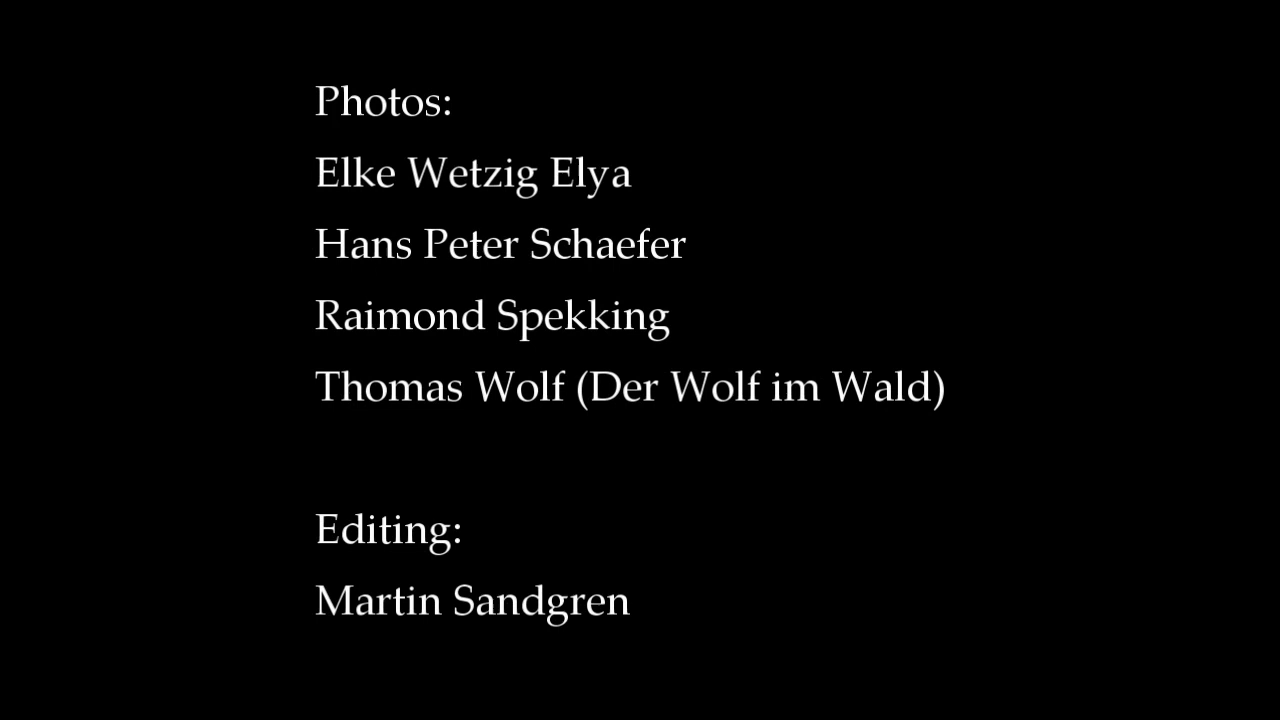 Photos:
Elke Wetzig Elya
Hans Peter Schaefer
Raimond Spekking
Thomas Wolf (Der Wolf im Wald)
Editing:
Martin Sandgren